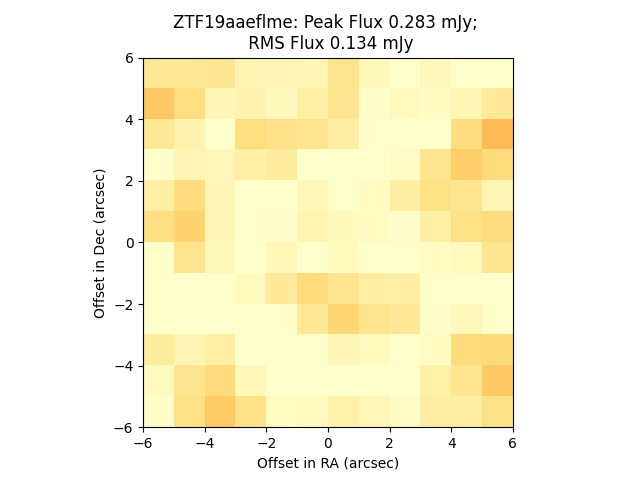 ZTF19aaeflme: Peak Flux 0.283 mJy;
RMS Flux 0.134 mJy
6
4
2
0
−2
−4
−6
Offset in Dec (arcsec)
−6 −4 −2 0 2 4 6
Offset in RA (arcsec)